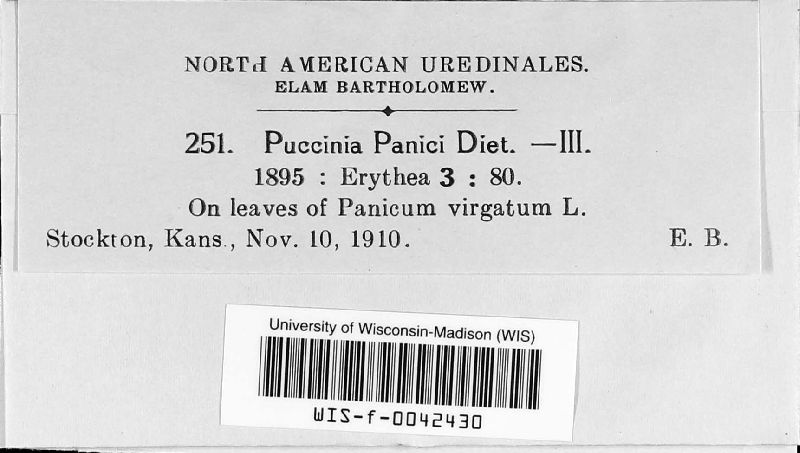 NORTH AMERICAN UREDINALES.
ELAM BARTHOLOMEW.
251. Puccinia Panici Diet. —III.
1895 : Erythea 3 : 80.
On leaves of Panicum virgatum L.
Stockton, Kans., Nov. 10, 1910. E. B.
University of Wisconsin-Madison (WIS)
WIS-f-0042430